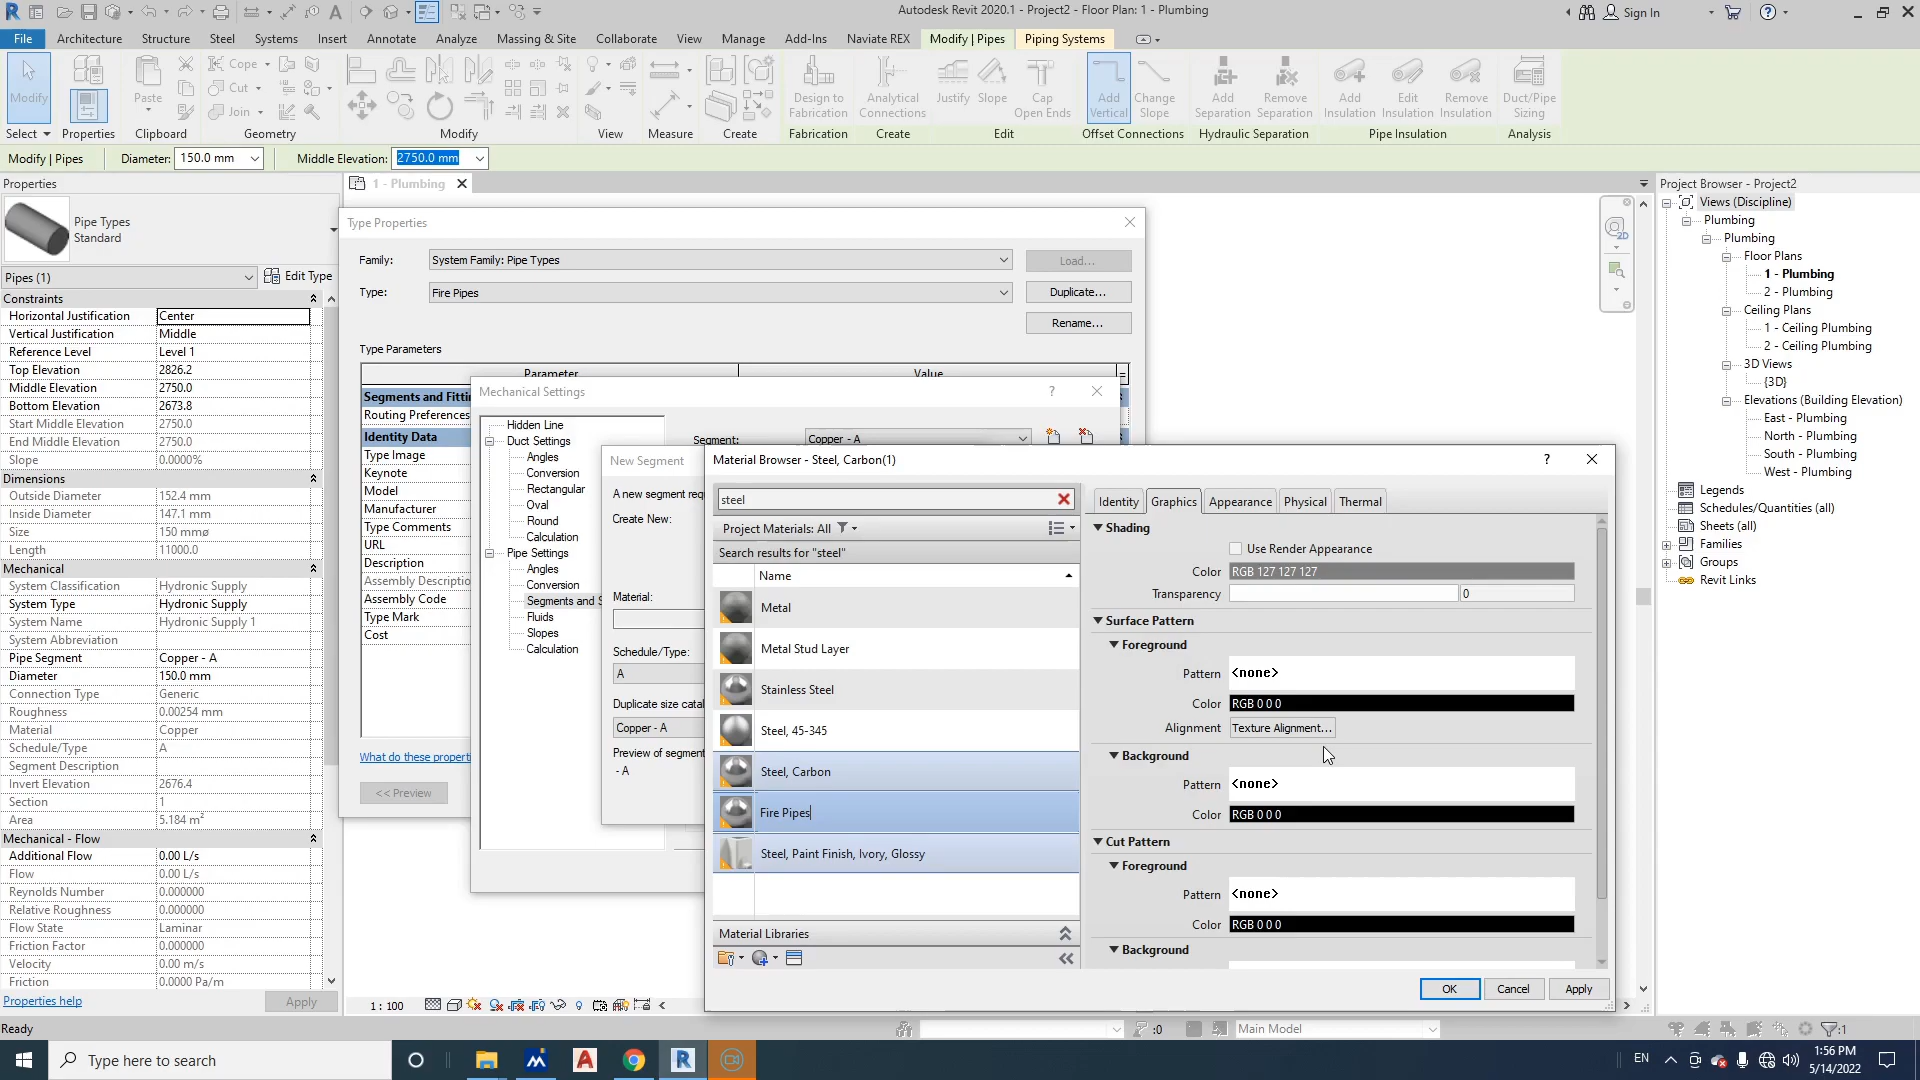 Autodesk Revit 2020.1 - Project2 - Floor Plan: 1 - Plumbing
Sign In
File Architecture Structure Steel Systems Insert Annotate Analyze Massing & Site Collaborate View Manage Add-Ins Naviate REX Modify | Pipes Piping Systems
Modify
Paste
Cope
Cut
Join
Design to Fabrication
Analytical Connections
Justify
Slope
Cap Open Ends
Add Vertical
Change Slope
Add Separation
Remove Separation
Add Insulation
Edit Insulation
Remove Insulation
Duct/Pipe Sizing
Select Properties Clipboard Geometry Modify View Measure Create Fabrication Create Edit Offset Connections Hydraulic Separation Pipe Insulation Analysis
Modify | Pipes Diameter: 150.0 mm Middle Elevation: 2750.0 mm
Properties
Pipe Types
Standard
Pipes (1) Edit Type
Constraints
Horizontal Justification Center
Vertical Justification Middle
Reference Level Level 1
Top Elevation 2826.2
Middle Elevation 2750.0
Bottom Elevation 2673.8
Start Middle Elevation 2750.0
End Middle Elevation 2750.0
Slope 0.0000%
Dimensions
Outside Diameter 152.4 mm
Inside Diameter 147.1 mm
Size 150 mmø
Length 11000.0
Mechanical
System Classification Hydronic Supply
System Type Hydronic Supply
System Name Hydronic Supply 1
System Abbreviation
Pipe Segment Copper - A
Diameter 150.0 mm
Connection Type Generic
Roughness 0.00254 mm
Material Copper
Schedule/Type A
Segment Description
Invert Elevation 2676.4
Section 1
Area 5.184 m²
Mechanical - Flow
Additional Flow 0.00 L/s
Flow 0.00 L/s
Reynolds Number 0.000000
Relative Roughness 0.000000
Flow State Laminar
Friction Factor 0.000000
Velocity 0.00 m/s
Friction 0.0000 Pa/m
Properties help Apply
1 - Plumbing
Type Properties
Family: System Family: Pipe Types Load...
Type: Fire Pipes Duplicate...
Rename...
Type Parameters
Parameter Value =
Segments and Fitti
Routing Preferences
Identity Data
Type Image
Keynote
Model
Manufacturer
Type Comments
URL
Description
Assembly Descriptio
Assembly Code
Type Mark
Cost
What do these properti
<< Preview
Mechanical Settings ?
Hidden Line
Duct Settings
Angles
Conversion
Rectangular
Oval
Round
Calculation
Pipe Settings
Angles
Conversion
Segments and S
Fluids
Slopes
Calculation
Segment: Copper - A
New Segment
A new segment req
Create New:
Material:
Schedule/Type:
A
Duplicate size catal
Copper - A
Preview of segment
- A
Material Browser - Steel, Carbon(1) ?
steel
Project Materials: All
Search results for "steel"
Name
Metal
Metal Stud Layer
Stainless Steel
Steel, 45-345
Steel, Carbon
Fire Pipes
Steel, Paint Finish, Ivory, Glossy
Material Libraries
Identity Graphics Appearance Physical Thermal
Shading
Use Render Appearance
Color RGB 127 127 127
Transparency 0
Surface Pattern
Foreground
Pattern <none>
Color RGB 0 0 0
Alignment Texture Alignment...
Background
Pattern <none>
Color RGB 0 0 0
Cut Pattern
Foreground
Pattern <none>
Color RGB 0 0 0
Background
OK Cancel Apply
Project Browser - Project2
Views (Discipline)
Plumbing
Plumbing
Floor Plans
1 - Plumbing
2 - Plumbing
Ceiling Plans
1 - Ceiling Plumbing
2 - Ceiling Plumbing
3D Views
{3D}
Elevations (Building Elevation)
East - Plumbing
North - Plumbing
South - Plumbing
West - Plumbing
Legends
Schedules/Quantities (all)
Sheets (all)
Families
Groups
Revit Links
2D
1 : 100
Ready :0 Main Model :1
Type here to search
EN
1:56 PM
5/14/2022